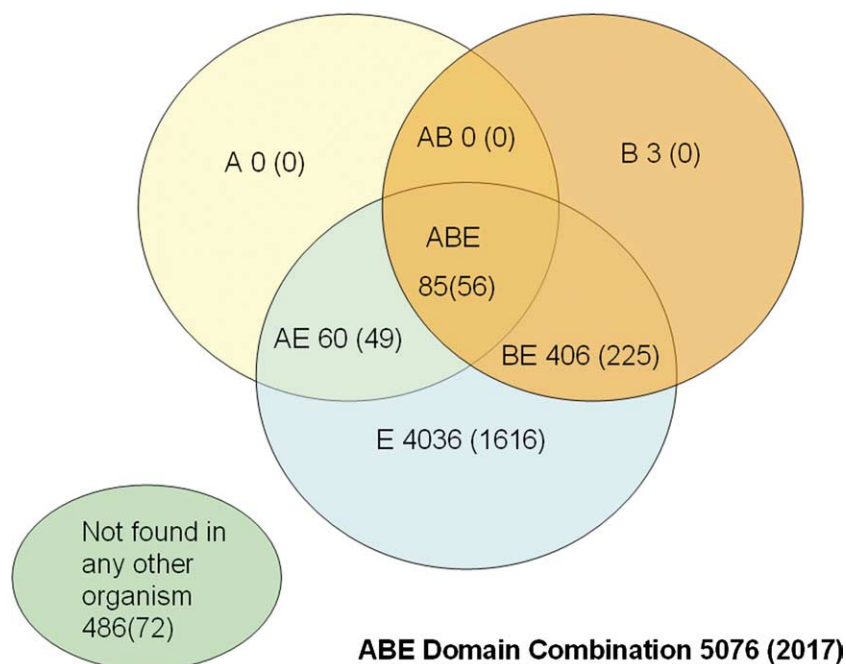 AB 0 (0)
A 0 (0)
B 3 (0)
ABE
85(56)
AE 60 (49)
BE 406 (225)
E 4036 (1616)
Not found in
any other
organism
486(72)
ABE Domain Combination 5076 (2017)